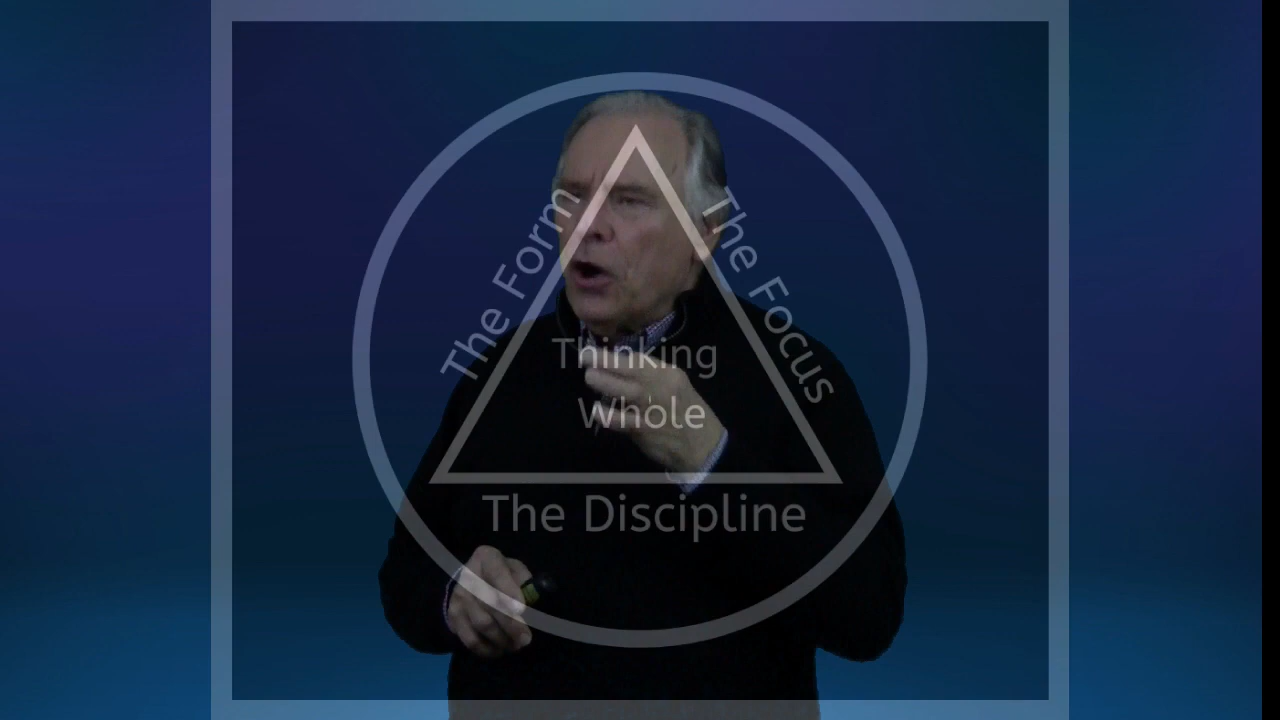 The Form
The Focus
Thinking
Whole
The Discipline